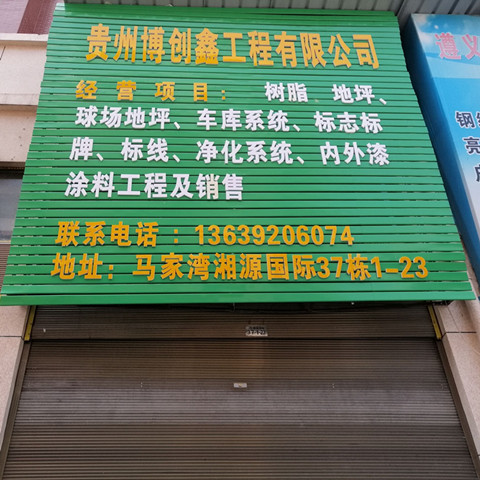 贵州博创鑫工程有限公司
经营项目：树脂 地坪、
球场地坪、车库系统、标志标
牌、标线、净化系统、内外漆
涂料工程及销售
联系电话：13639206074
地址：马家湾湘源国际37栋1-23
遵义
钢
亮